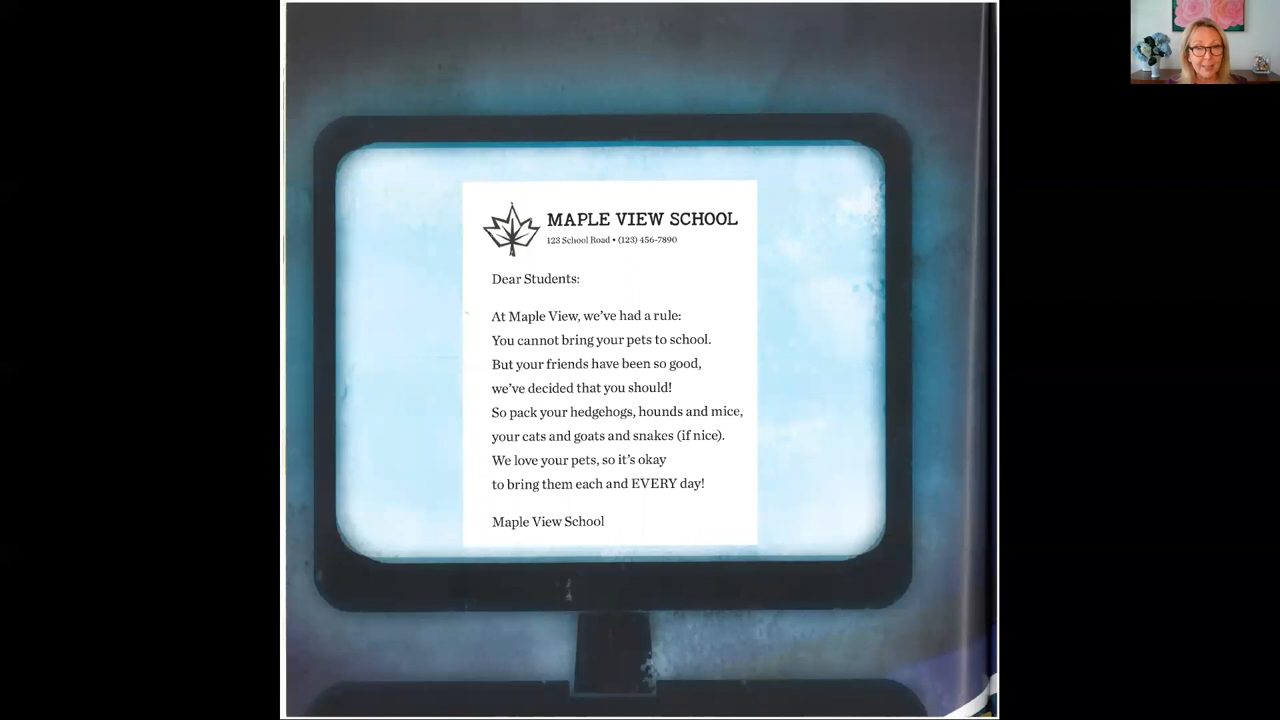 MAPLE VIEW SCHOOL
123 School Road • (123) 456-7890
Dear Students:
At Maple View, we've had a rule:
You cannot bring your pets to school.
But your friends have been so good,
we've decided that you should!
So pack your hedgehogs, hounds and mice,
your cats and goats and snakes (if nice).
We love your pets, so it's okay
to bring them each and EVERY day!
Maple View School